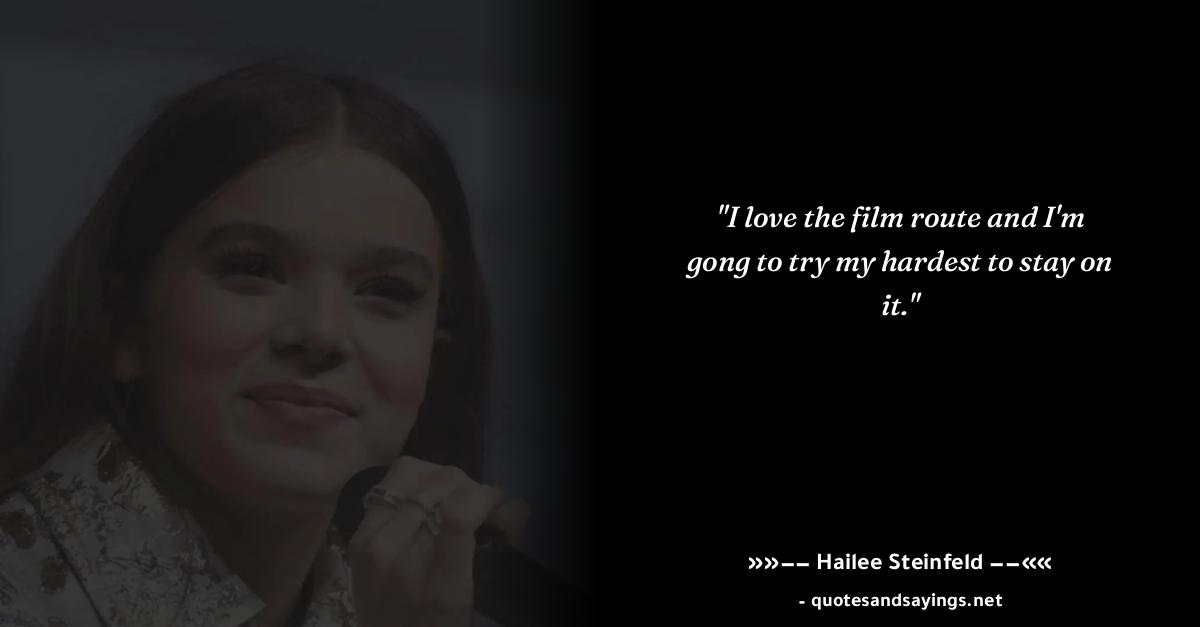 "I love the film route and I'm
gong to try my hardest to stay on
it."
»»−− Hailee Steinfeld −−««
- quotesandsayings.net